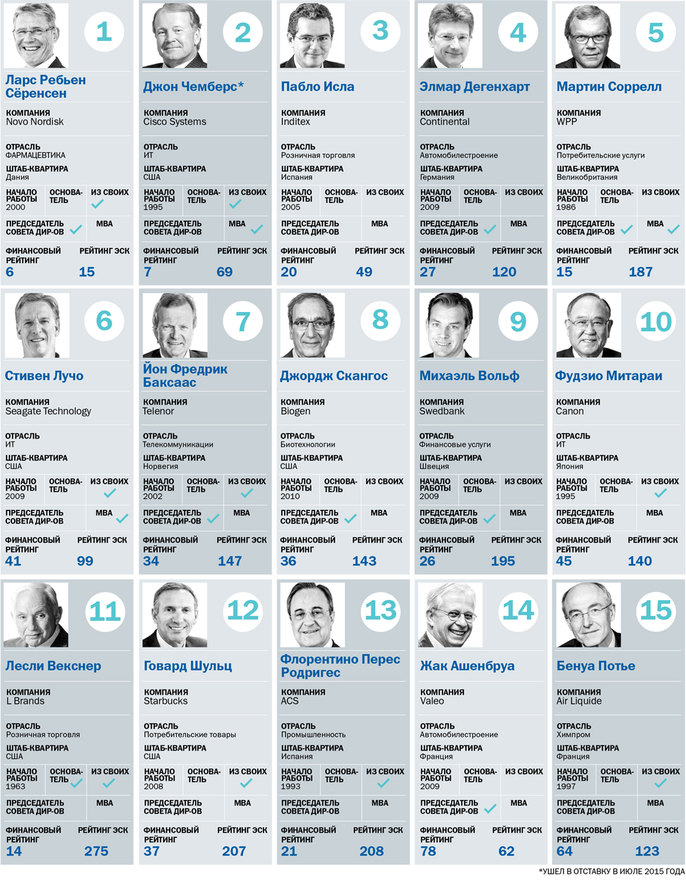 1
Ларс Ребьен
Сёренсен
КОМПАНИЯ
Novo Nordisk
ОТРАСЛЬ
ФАРМАЦЕВТИКА
ШТАБ-КВАРТИРА
Дания
НАЧАЛО РАБОТЫ
2000
ОСНОВА-ТЕЛЬ
ИЗ СВОИХ
ПРЕДСЕДАТЕЛЬ
СОВЕТА ДИР-ОВ
MBA
ФИНАНСОВЫЙ РЕЙТИНГ
6
РЕЙТИНГ ЭСК
15
2
Джон Чемберс*
КОМПАНИЯ
Cisco Systems
ОТРАСЛЬ
ИТ
ШТАБ-КВАРТИРА
США
НАЧАЛО РАБОТЫ
1995
ОСНОВА-ТЕЛЬ
ИЗ СВОИХ
ПРЕДСЕДАТЕЛЬ
СОВЕТА ДИР-ОВ
MBA
ФИНАНСОВЫЙ РЕЙТИНГ
7
РЕЙТИНГ ЭСК
69
3
Пабло Исла
КОМПАНИЯ
Inditex
ОТРАСЛЬ
Розничная торговля
ШТАБ-КВАРТИРА
Испания
НАЧАЛО РАБОТЫ
2005
ОСНОВА-ТЕЛЬ
ИЗ СВОИХ
ПРЕДСЕДАТЕЛЬ
СОВЕТА ДИР-ОВ
MBA
ФИНАНСОВЫЙ РЕЙТИНГ
20
РЕЙТИНГ ЭСК
49
4
Элмар Дегенхарт
КОМПАНИЯ
Continental
ОТРАСЛЬ
Автомобилестроение
ШТАБ-КВАРТИРА
Германия
НАЧАЛО РАБОТЫ
2009
ОСНОВА-ТЕЛЬ
ИЗ СВОИХ
ПРЕДСЕДАТЕЛЬ
СОВЕТА ДИР-ОВ
MBA
ФИНАНСОВЫЙ РЕЙТИНГ
27
РЕЙТИНГ ЭСК
120
5
Мартин Соррелл
КОМПАНИЯ
WPP
ОТРАСЛЬ
Потребительские услуги
ШТАБ-КВАРТИРА
Великобритания
НАЧАЛО РАБОТЫ
1986
ОСНОВА-ТЕЛЬ
ИЗ СВОИХ
ПРЕДСЕДАТЕЛЬ
СОВЕТА ДИР-ОВ
MBA
ФИНАНСОВЫЙ РЕЙТИНГ
15
РЕЙТИНГ ЭСК
187
6
Стивен Лучо
КОМПАНИЯ
Seagate Technology
ОТРАСЛЬ
ИТ
ШТАБ-КВАРТИРА
США
НАЧАЛО РАБОТЫ
2009
ОСНОВА-ТЕЛЬ
ИЗ СВОИХ
ПРЕДСЕДАТЕЛЬ
СОВЕТА ДИР-ОВ
MBA
ФИНАНСОВЫЙ РЕЙТИНГ
41
РЕЙТИНГ ЭСК
99
7
Йон Фредрик
Баксаас
КОМПАНИЯ
Telenor
ОТРАСЛЬ
Телекоммуникации
ШТАБ-КВАРТИРА
Норвегия
НАЧАЛО РАБОТЫ
2002
ОСНОВА-ТЕЛЬ
ИЗ СВОИХ
ПРЕДСЕДАТЕЛЬ
СОВЕТА ДИР-ОВ
MBA
ФИНАНСОВЫЙ РЕЙТИНГ
34
РЕЙТИНГ ЭСК
147
8
Джордж Скангос
КОМПАНИЯ
Biogen
ОТРАСЛЬ
Биотехнологии
ШТАБ-КВАРТИРА
США
НАЧАЛО РАБОТЫ
2010
ОСНОВА-ТЕЛЬ
ИЗ СВОИХ
ПРЕДСЕДАТЕЛЬ
СОВЕТА ДИР-ОВ
MBA
ФИНАНСОВЫЙ РЕЙТИНГ
36
РЕЙТИНГ ЭСК
143
9
Михаэль Вольф
КОМПАНИЯ
Swedbank
ОТРАСЛЬ
Финансовые услуги
ШТАБ-КВАРТИРА
Швеция
НАЧАЛО РАБОТЫ
2009
ОСНОВА-ТЕЛЬ
ИЗ СВОИХ
ПРЕДСЕДАТЕЛЬ
СОВЕТА ДИР-ОВ
MBA
ФИНАНСОВЫЙ РЕЙТИНГ
26
РЕЙТИНГ ЭСК
195
10
Фудзио Митараи
КОМПАНИЯ
Canon
ОТРАСЛЬ
ИТ
ШТАБ-КВАРТИРА
Япония
НАЧАЛО РАБОТЫ
1995
ОСНОВА-ТЕЛЬ
ИЗ СВОИХ
ПРЕДСЕДАТЕЛЬ
СОВЕТА ДИР-ОВ
MBA
ФИНАНСОВЫЙ РЕЙТИНГ
45
РЕЙТИНГ ЭСК
140
11
Лесли Векснер
КОМПАНИЯ
L Brands
ОТРАСЛЬ
Розничная торговля
ШТАБ-КВАРТИРА
США
НАЧАЛО РАБОТЫ
1963
ОСНОВА-ТЕЛЬ
ИЗ СВОИХ
ПРЕДСЕДАТЕЛЬ
СОВЕТА ДИР-ОВ
MBA
ФИНАНСОВЫЙ РЕЙТИНГ
14
РЕЙТИНГ ЭСК
275
12
Говард Шульц
КОМПАНИЯ
Starbucks
ОТРАСЛЬ
Потребительские товары
ШТАБ-КВАРТИРА
США
НАЧАЛО РАБОТЫ
2008
ОСНОВА-ТЕЛЬ
ИЗ СВОИХ
ПРЕДСЕДАТЕЛЬ
СОВЕТА ДИР-ОВ
MBA
ФИНАНСОВЫЙ РЕЙТИНГ
37
РЕЙТИНГ ЭСК
207
13
Флорентино Перес
Родригес
КОМПАНИЯ
ACS
ОТРАСЛЬ
Промышленность
ШТАБ-КВАРТИРА
Испания
НАЧАЛО РАБОТЫ
1993
ОСНОВА-ТЕЛЬ
ИЗ СВОИХ
ПРЕДСЕДАТЕЛЬ
СОВЕТА ДИР-ОВ
MBA
ФИНАНСОВЫЙ РЕЙТИНГ
21
РЕЙТИНГ ЭСК
208
14
Жак Ашенбруа
КОМПАНИЯ
Valeo
ОТРАСЛЬ
Автомобилестроение
ШТАБ-КВАРТИРА
Франция
НАЧАЛО РАБОТЫ
2009
ОСНОВА-ТЕЛЬ
ИЗ СВОИХ
ПРЕДСЕДАТЕЛЬ
СОВЕТА ДИР-ОВ
MBA
ФИНАНСОВЫЙ РЕЙТИНГ
78
РЕЙТИНГ ЭСК
62
15
Бенуа Потье
КОМПАНИЯ
Air Liquide
ОТРАСЛЬ
Химпром
ШТАБ-КВАРТИРА
Франция
НАЧАЛО РАБОТЫ
1997
ОСНОВА-ТЕЛЬ
ИЗ СВОИХ
ПРЕДСЕДАТЕЛЬ
СОВЕТА ДИР-ОВ
MBA
ФИНАНСОВЫЙ РЕЙТИНГ
64
РЕЙТИНГ ЭСК
123
*УШЕЛ В ОТСТАВКУ В ИЮЛЕ 2015 ГОДА